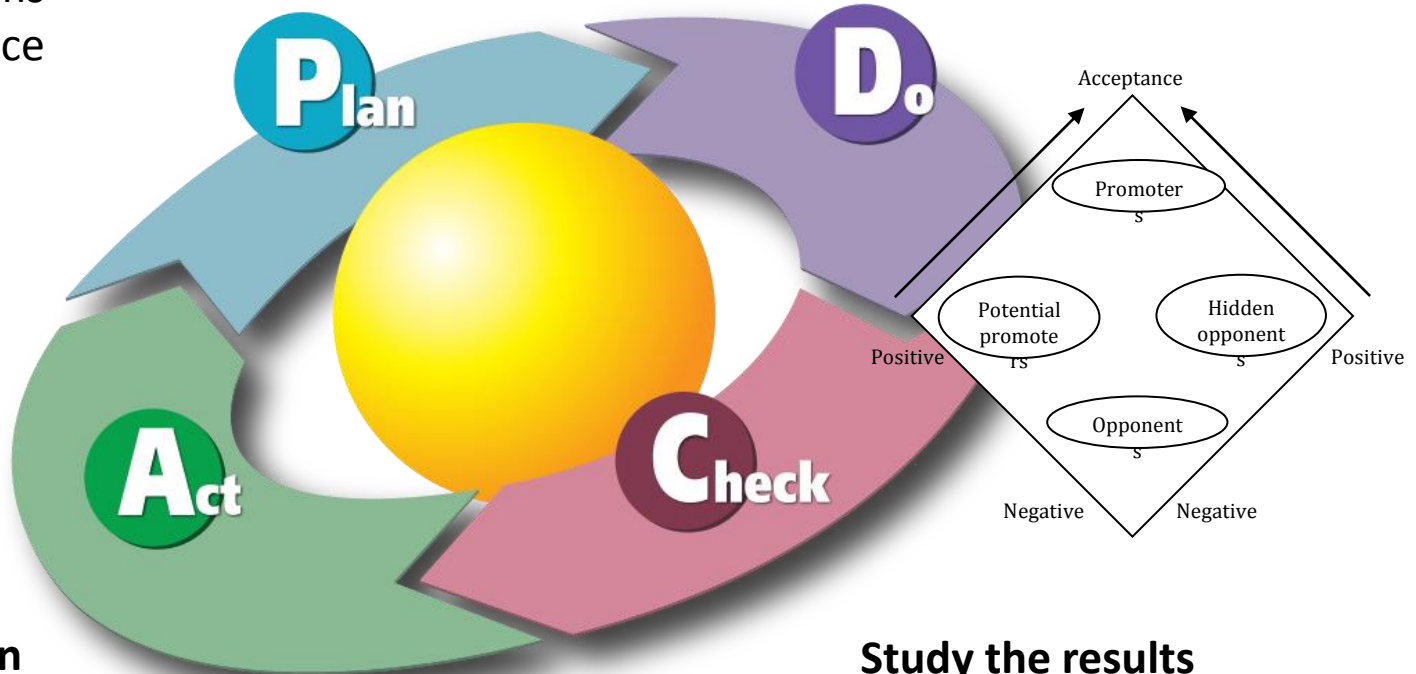 ns
ce
Plan
Do
Acceptance
Promoter
s
Potential
promote
rs
Hidden
opponent
s
Positive
Positive
Act
Check
Opponent
s
Negative
Negative
n
Study the results